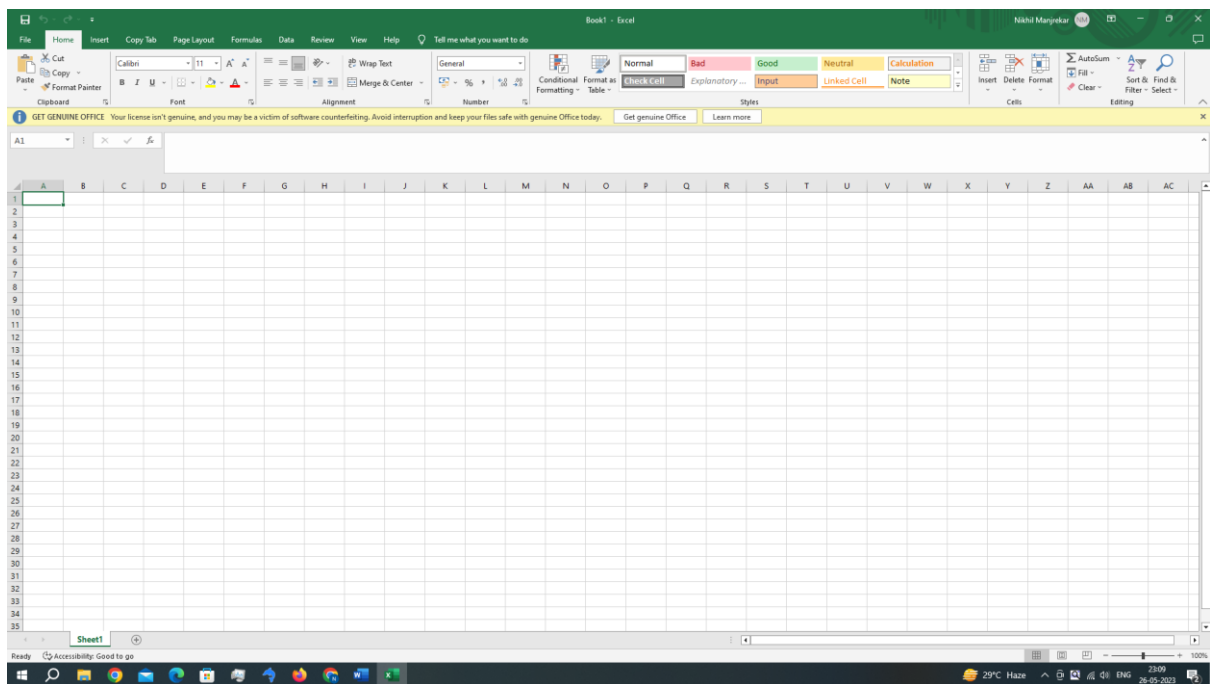 Book1 - Excel
Nikhil Manjrekar NM
File Home Insert Copy Tab Page Layout Formulas Data Review View Help Tell me what you want to do
Paste
Cut
Copy
Format Painter
Clipboard
Calibri 11 A A
B I U A
Font
Wrap Text
Merge & Center
Alignment
General
% ,
Number
Conditional Formatting
Format as Table
Normal Bad Good Neutral Calculation
Check Cell Explanatory ... Input Linked Cell Note
Styles
Insert Delete Format
Cells
AutoSum
Fill
Clear
Sort & Filter
Find & Select
Editing
GET GENUINE OFFICE Your license isn't genuine, and you may be a victim of software counterfeiting. Avoid interruption and keep your files safe with genuine Office today. Get genuine Office Learn more
A1 fx
A B C D E F G H I J K L M N O P Q R S T U V W X Y Z AA AB AC
1
2
3
4
5
6
7
8
9
10
11
12
13
14
15
16
17
18
19
20
21
22
23
24
25
26
27
28
29
30
31
32
33
34
35
Sheet1
Ready Accessibility: Good to go 100%
29°C Haze ENG 23:09
26-05-2023 2